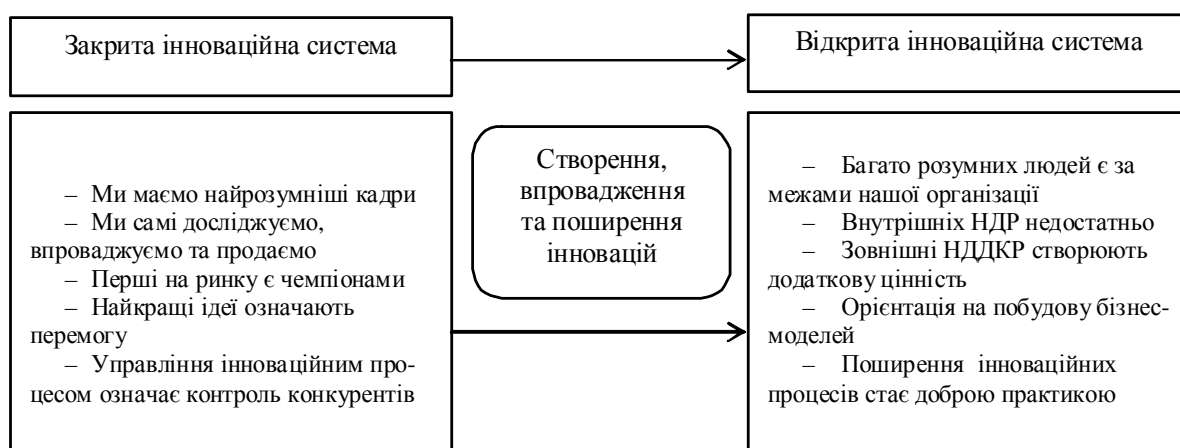 Закрита інноваційна система
Відкрита інноваційна система
– Ми маємо найрозумніші кадри
– Ми самі досліджуємо,
впроваджуємо та продаємо
– Перші на ринку є чемпіонами
– Найкращі ідеї означають
перемогу
– Управління інноваційним про-
цесом означає контроль конкурентів
Створення,
впровадження
та поширення
інновацій
– Багато розумних людей є за
межами нашої організації
– Внутрішніх НДР недостатньо
– Зовнішні НДДКР створюють
додаткову цінність
– Орієнтація на побудову бізнес-
моделей
– Поширення інноваційних
процесів стає доброю практикою